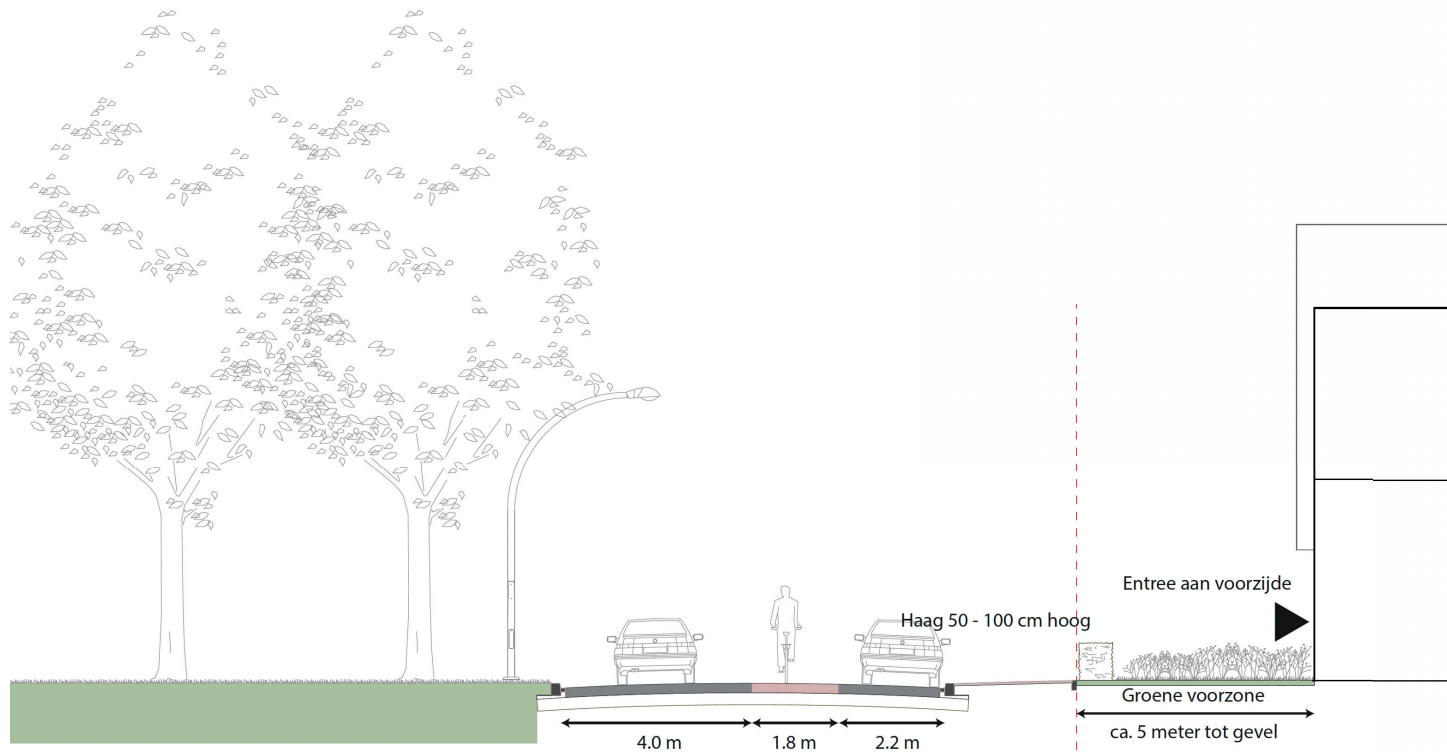 Entree aan voorzijde
Haag 50 - 100 cm hoog
Groene voorzone
4.0 m
1.8 m
2.2 m
ca. 5 meter tot gevel